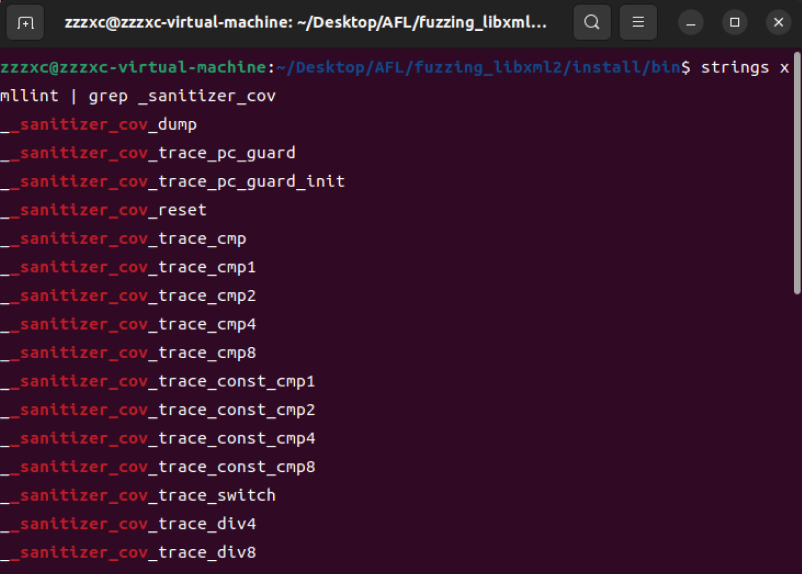 zzzxc@zzzxc-virtual-machine: ~/Desktop/AFL/fuzzing_libxml...
zzzxc@zzzxc-virtual-machine:~/Desktop/AFL/fuzzing_libxml2/install/bin$ strings x
mllint | grep _sanitizer_cov
__sanitizer_cov_dump
__sanitizer_cov_trace_pc_guard
__sanitizer_cov_trace_pc_guard_init
__sanitizer_cov_reset
__sanitizer_cov_trace_cmp
__sanitizer_cov_trace_cmp1
__sanitizer_cov_trace_cmp2
__sanitizer_cov_trace_cmp4
__sanitizer_cov_trace_cmp8
__sanitizer_cov_trace_const_cmp1
__sanitizer_cov_trace_const_cmp2
__sanitizer_cov_trace_const_cmp4
__sanitizer_cov_trace_const_cmp8
__sanitizer_cov_trace_switch
__sanitizer_cov_trace_div4
__sanitizer_cov_trace_div8